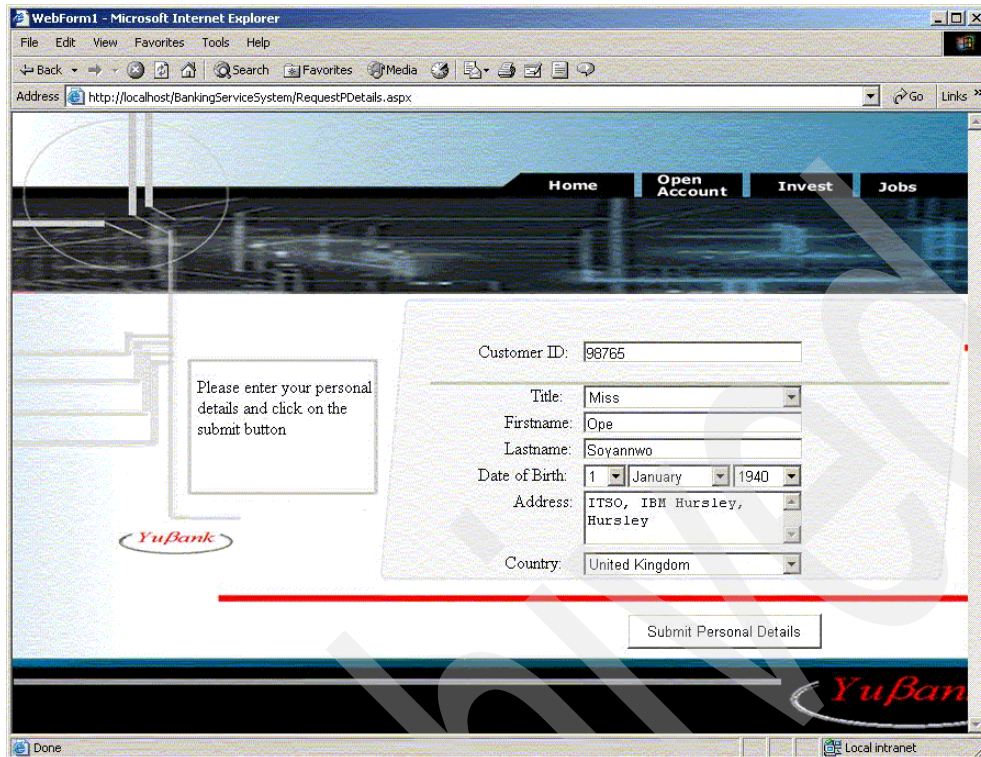 WebForm1 - Microsoft Internet Explorer
File Edit View Favorites Tools Help
Back Search Favorites Media
Address http://localhost/BankingServiceSystem/RequestPDetails.aspx Go Links »
Home Open Account Invest Jobs
Customer ID: 98765
Please enter your personal
details and click on the
submit button
Title: Miss
Firstname: Ope
Lastname: Soyannwo
Date of Birth: 1 January 1940
Address: ITSO, IBM Hursley,
Hursley
Yuβank
Country: United Kingdom
Submit Personal Details
Yuβan
Done Local intranet